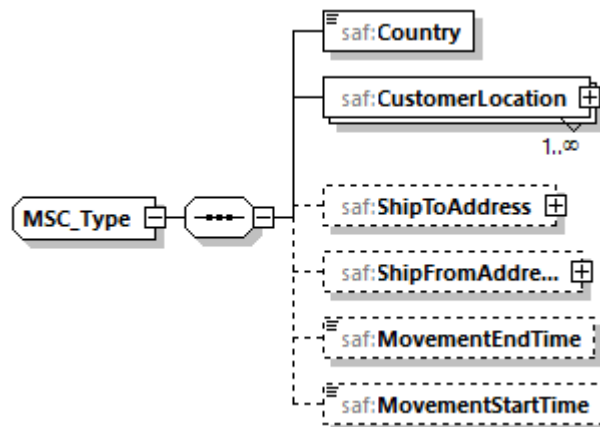 saf:Country
saf:CustomerLocation
1..∞
MSC_Type
saf:ShipToAddress
saf:ShipFromAddre...
saf:MovementEndTime
saf:MovementStartTime